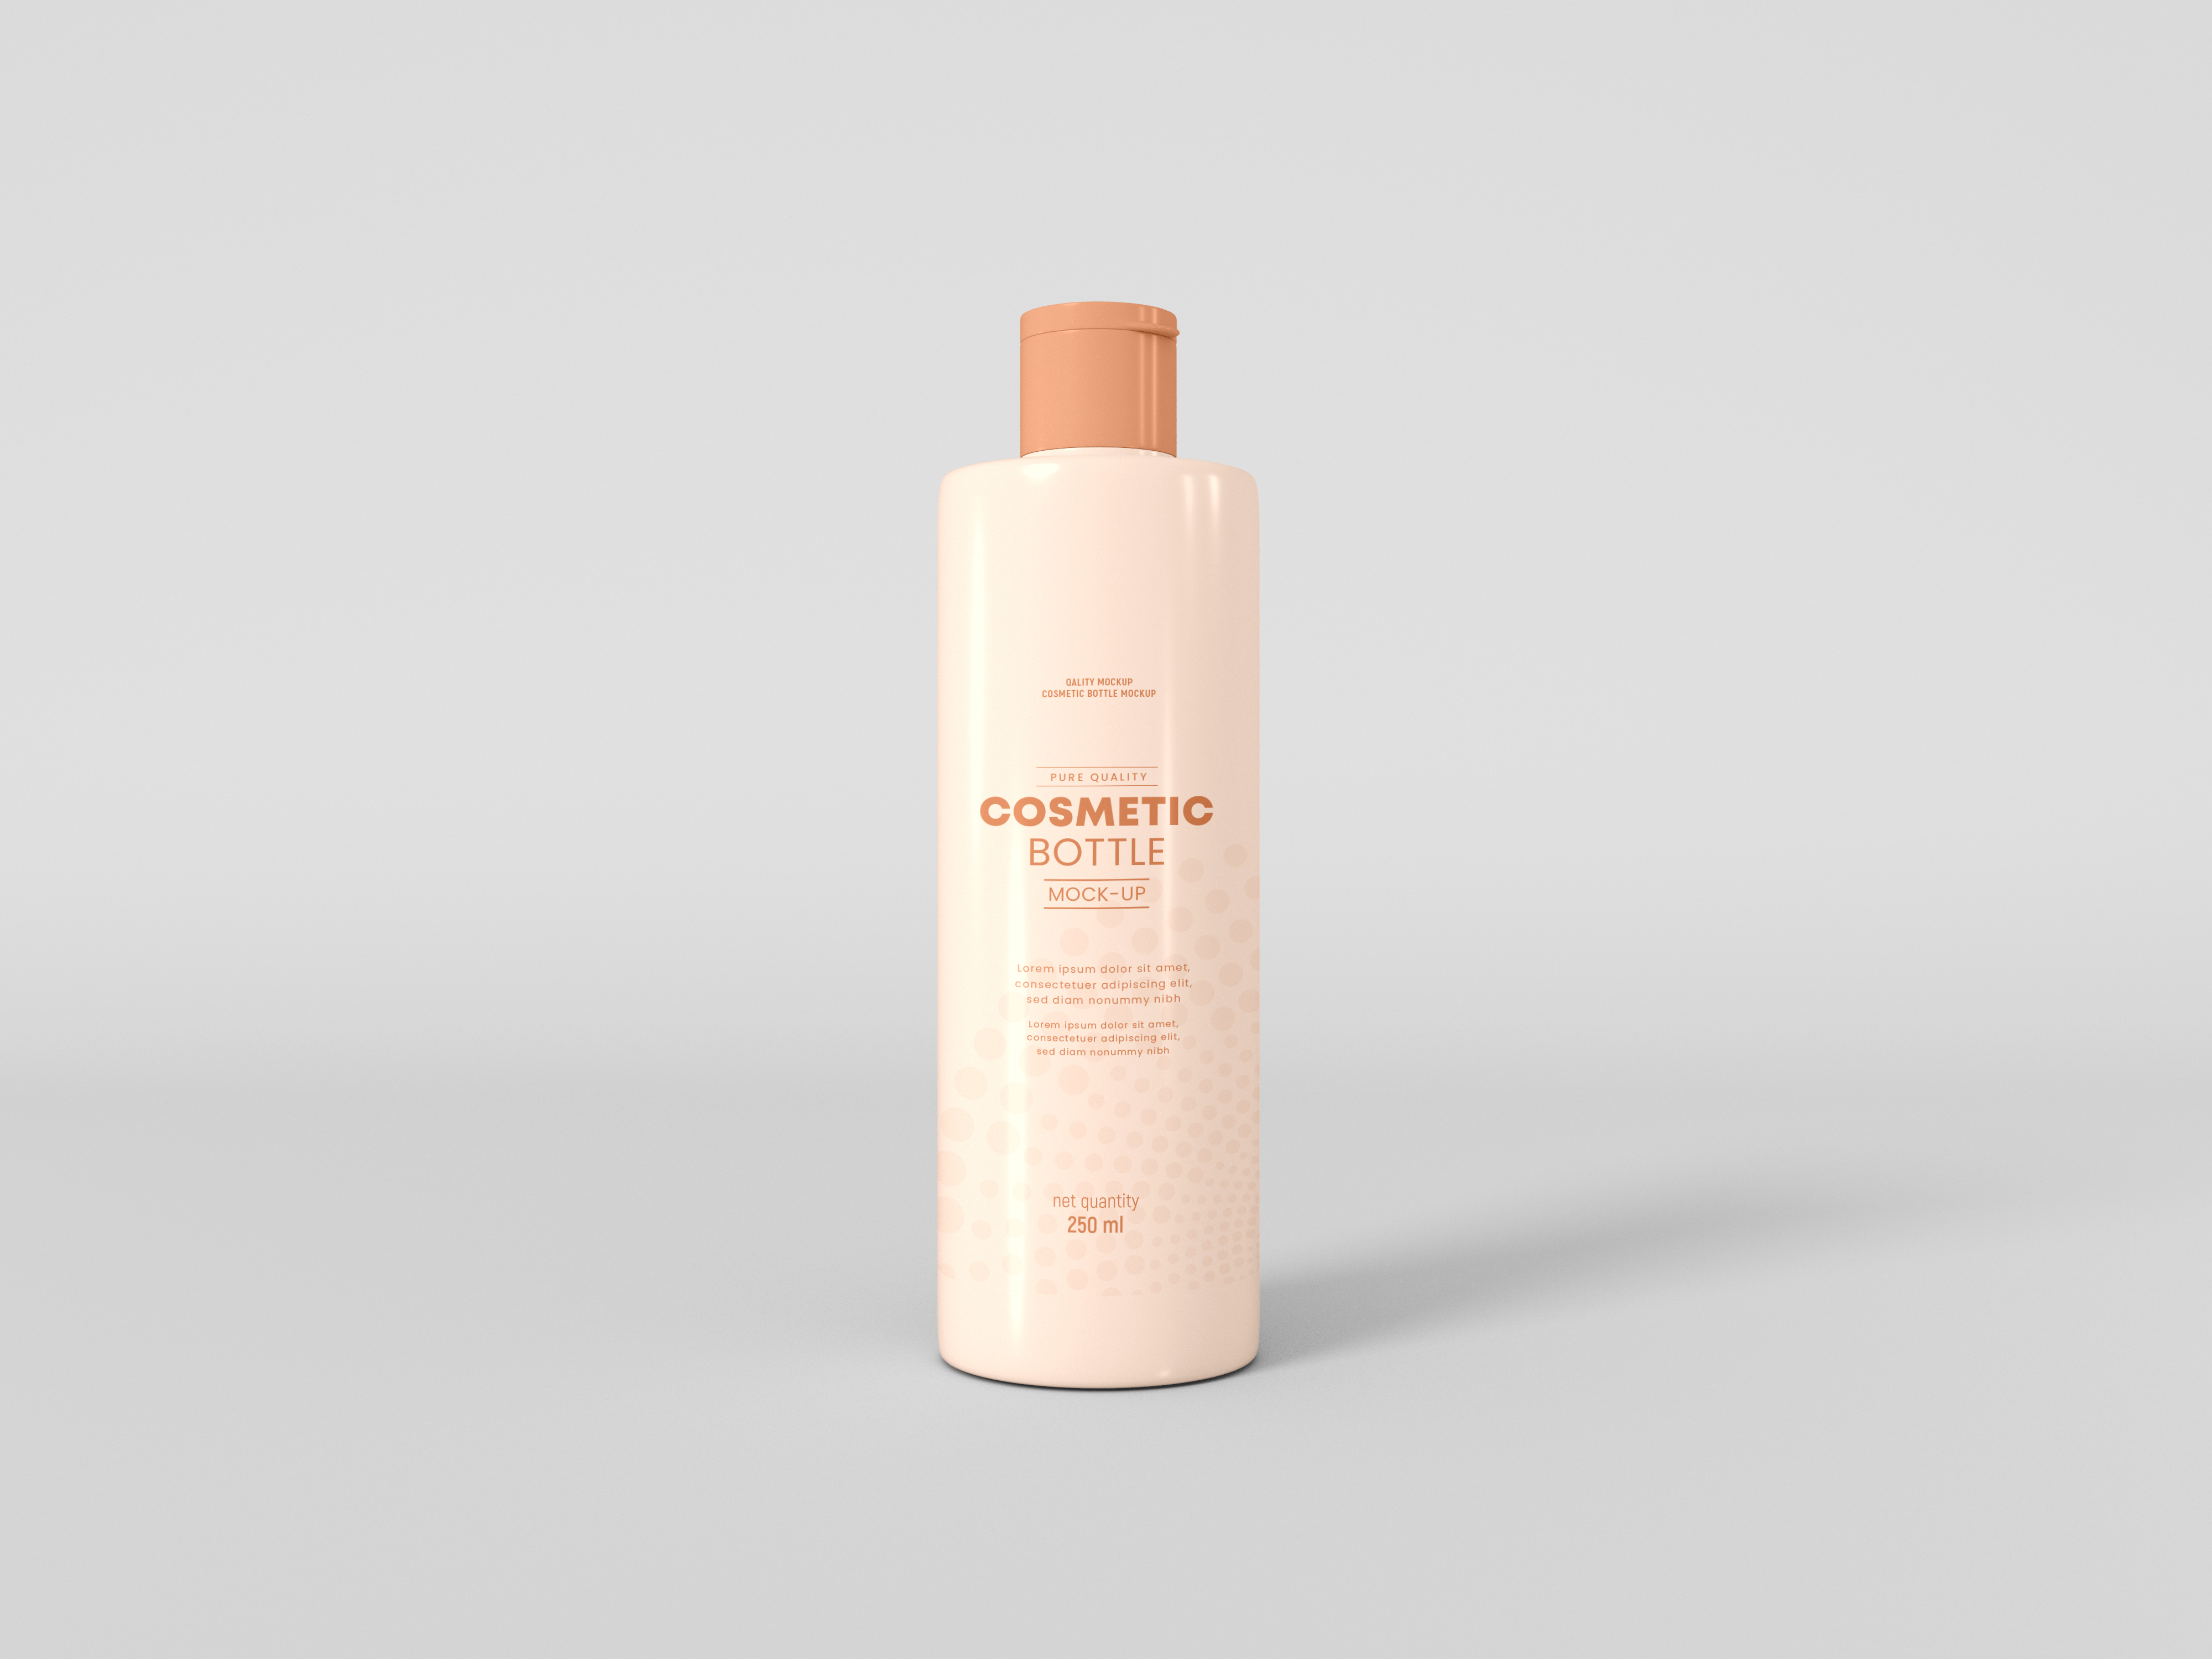 QALITY MOCKUP
COSMETIC BOTTLE MOCKUP
PURE QUALITY
COSMETIC
BOTTLE
MOCK-UP
Lorem ipsum dolor sit amet,
consectetuer adipiscing elit,
sed diam nonummy nibh
Lorem ipsum dolor sit amet,
consectetuer adipiscing elit,
sed diam nonummy nibh
net quantity
250 ml